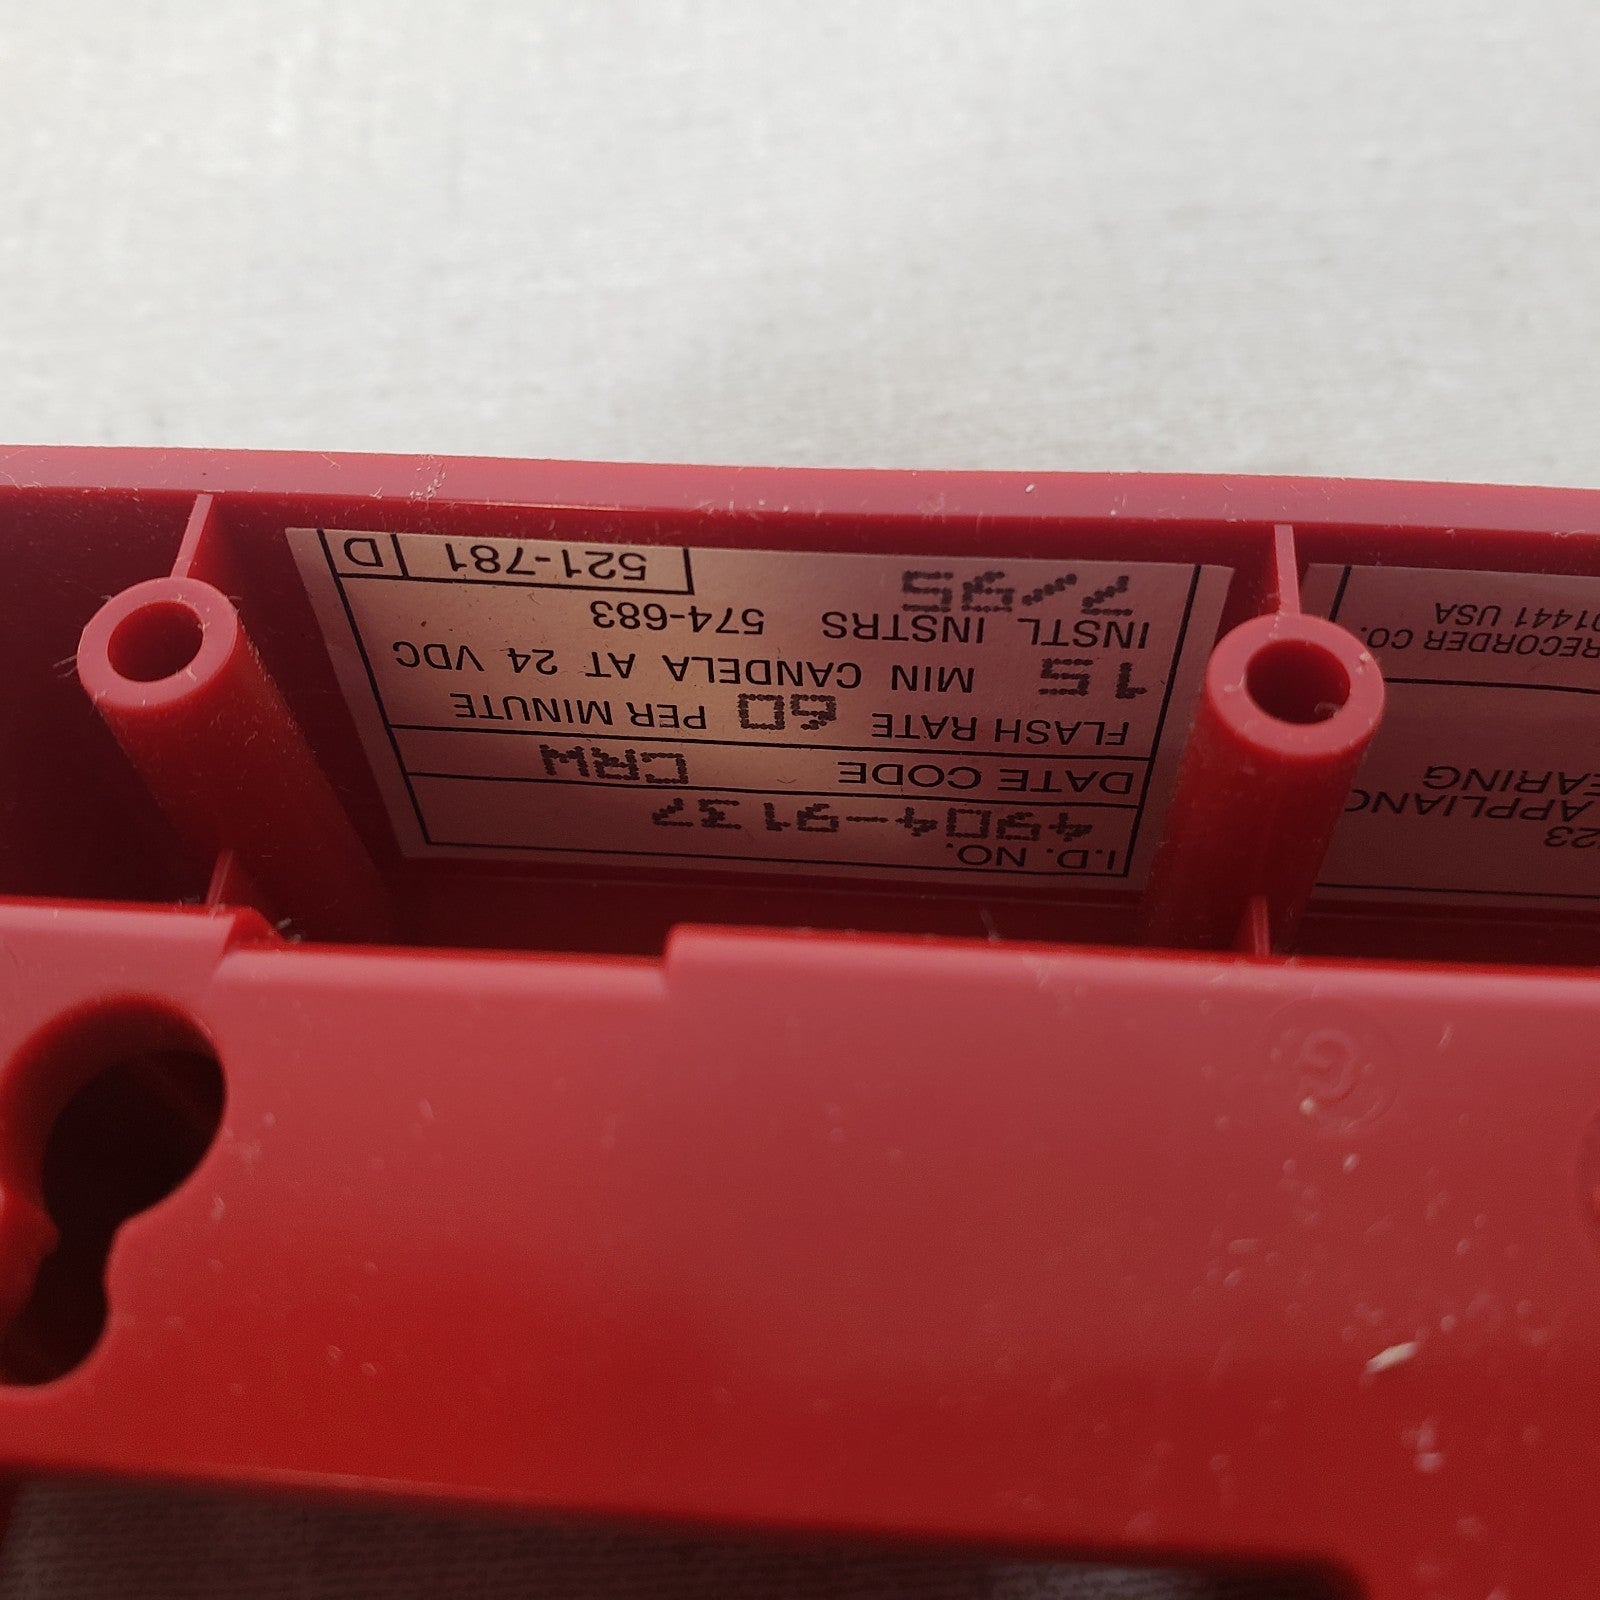 I.D. NO.
4904-9137
DATE CODE CRW
FLASH RATE 60 PER MINUTE
15 MIN CANDELA AT 24 VDC
INSTL INSTRS 574-683
7/95
521-781 D
23
APPLIANC
EARING
RECORDER CO.
01441 USA
G